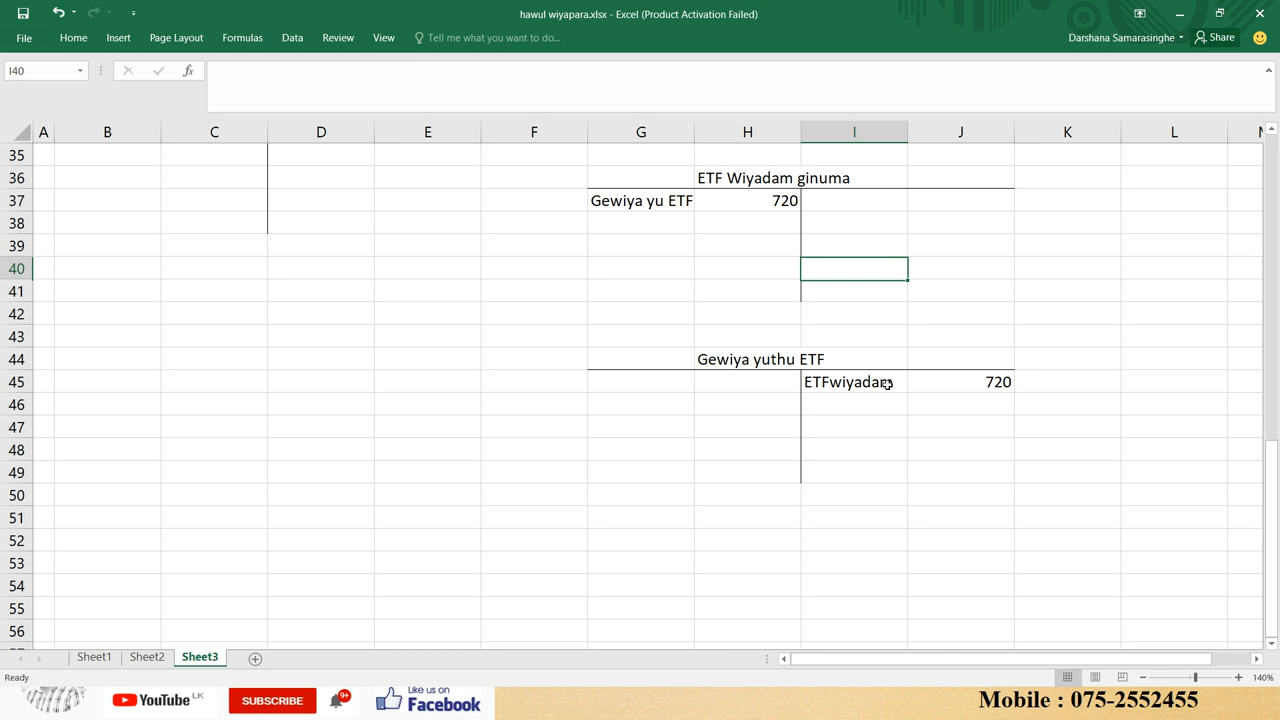 hawul wiyapara.xlsx - Excel (Product Activation Failed)
File Home Insert Page Layout Formulas Data Review View Tell me what you want to do... Darshana Samarasinghe Share
I40 fx
A B C D E F G H I J K L
35
36 ETF Wiyadam ginuma
37 Gewiya yu ETF 720
38
39
40
41
42
43
44 Gewiya yuthu ETF
45 ETFwiyadam 720
46
47
48
49
50
51
52
53
54
55
56
Sheet1 Sheet2 Sheet3
Ready 140%
YouTube LK SUBSCRIBE 9+ Like us on
Facebook
Mobile : 075-2552455